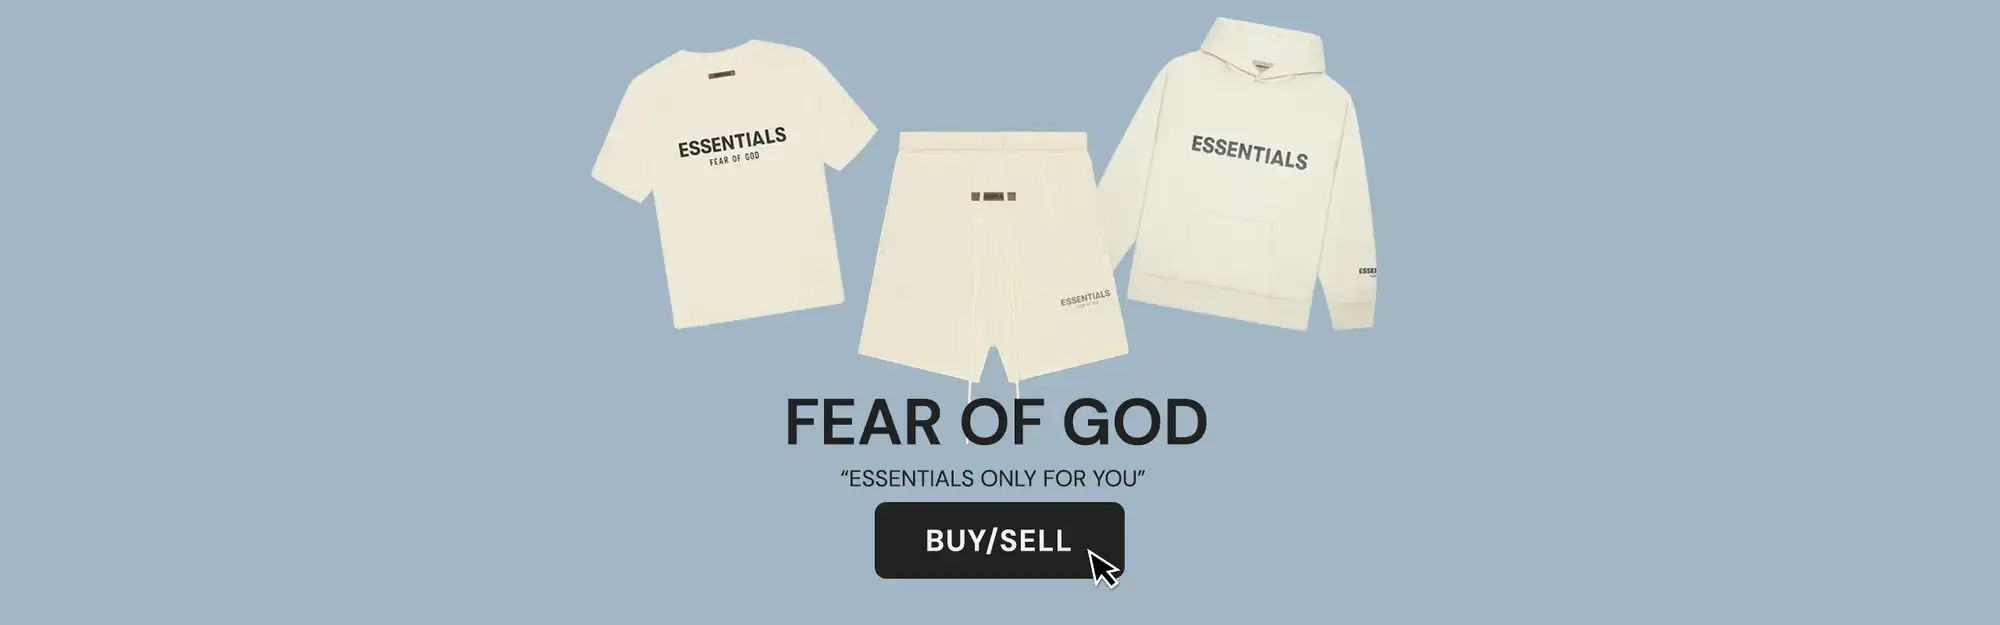 ESSENTIALS
FEAR OF GOD
ESSENTIALS
ESSENTIALS
FEAR OF GOD
"ESSENTIALS ONLY FOR YOU"
BUY/SELL